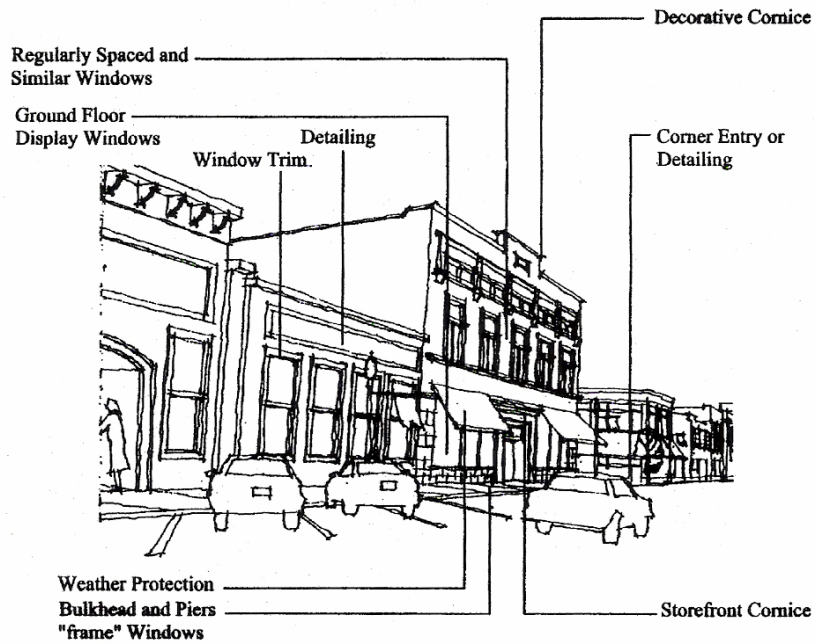 Decorative Cornice
Regularly Spaced and
Similar Windows
Ground Floor
Display Windows
Detailing
Window Trim.
Corner Entry or
Detailing
Weather Protection
Bulkhead and Piers
"frame" Windows
Storefront Cornice